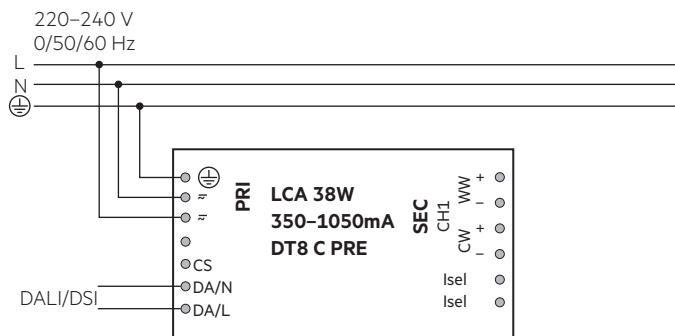 220–240 V
0/50/60 Hz
L
N
PRI
LCA 38W
350–1050mA
DT8 C PRE
SEC
CH1
WW
+
–
CW
+
–
≂
≂
CS
Isel
Isel
DALI/DSI
DA/N
DA/L